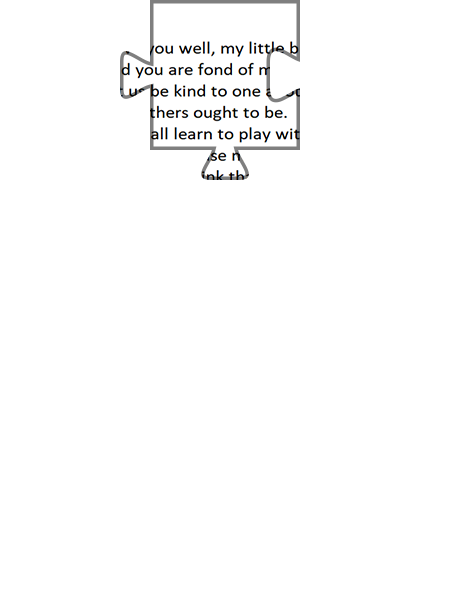 you well, my little b
d you are fond of m
us be kind to one a
thers ought to be.
all learn to play wit
se n
ink th